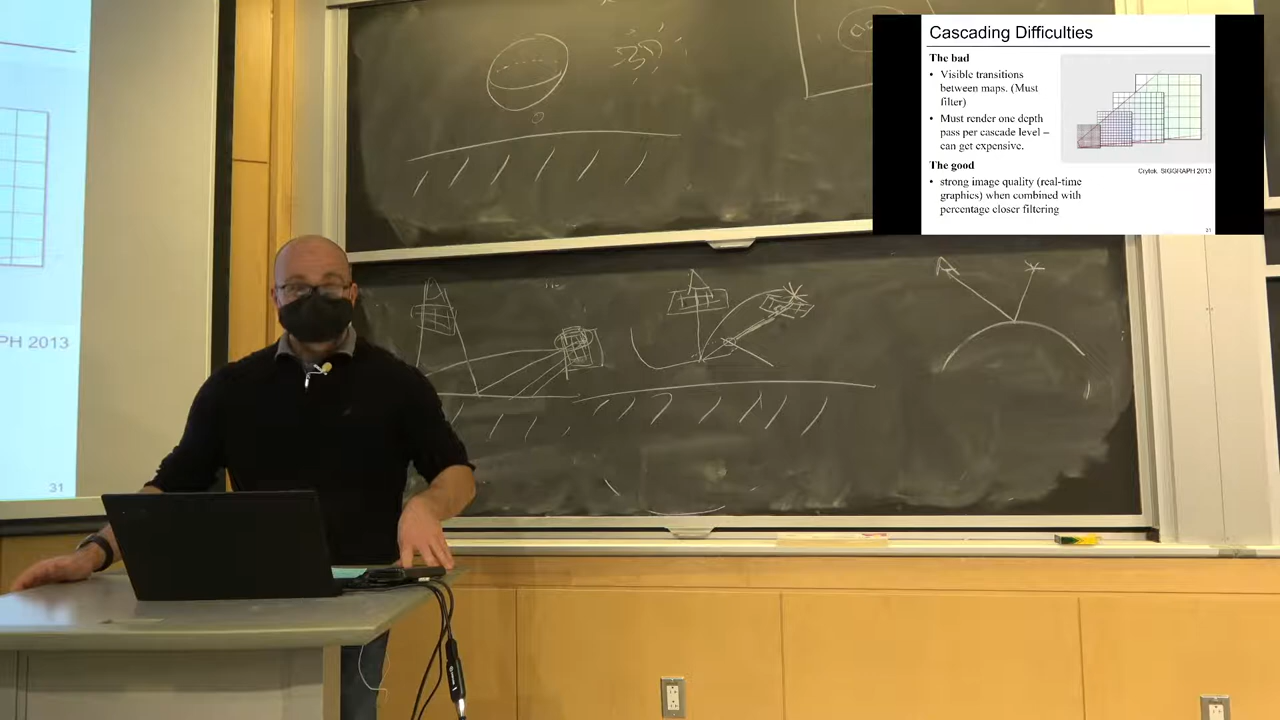 Cascading Difficulties
The bad
• Visible transitions
between maps. (Must
filter)
• Must render one depth
pass per cascade level –
can get expensive.
Crytek, SIGGRAPH 2013
The good
• strong image quality (real-time
graphics) when combined with
percentage closer filtering
31
PH 2013
31